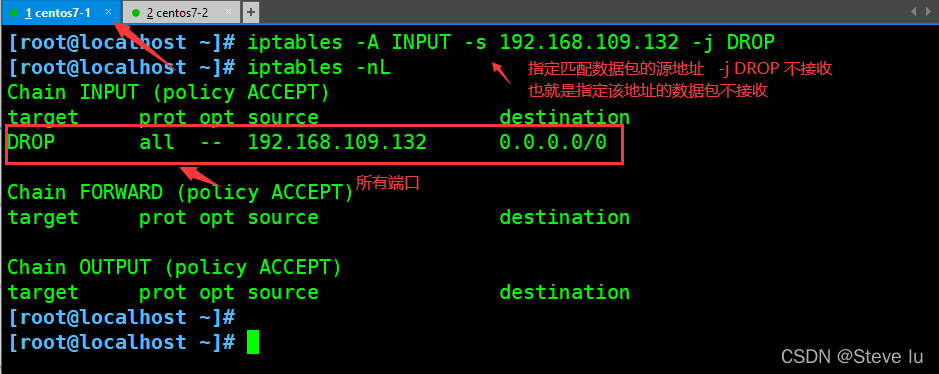 1 centos7-1 × 2 centos7-2 × +
[root@localhost ~]# iptables -A INPUT -s 192.168.109.132 -j DROP
[root@localhost ~]# iptables -nL
指定匹配数据包的源地址 -j DROP 不接收
也就是指定该地址的数据包不接收
Chain INPUT (policy ACCEPT)
target prot opt source destination
DROP all -- 192.168.109.132 0.0.0.0/0
所有端口
Chain FORWARD (policy ACCEPT)
target prot opt source destination
Chain OUTPUT (policy ACCEPT)
target prot opt source destination
[root@localhost ~]#
[root@localhost ~]#
CSDN @Steve lu